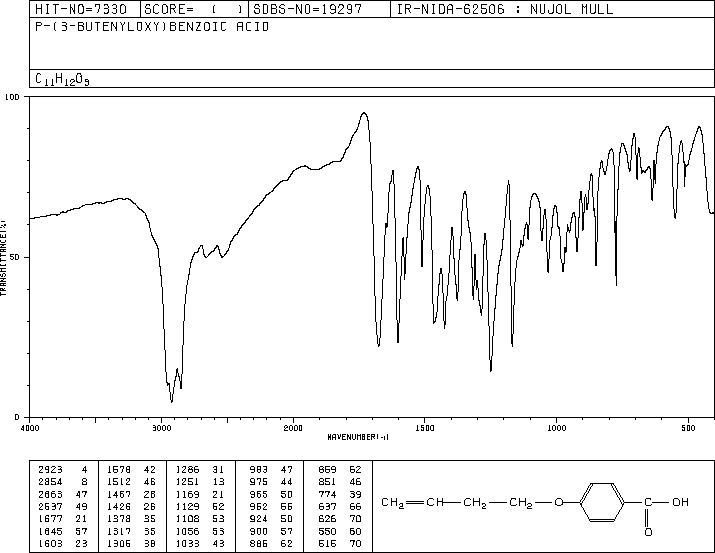 HIT-NO=7330 SCORE= ( ) SDBS-NO=19297 IR-NIDA-62506 : NUJOL MULL
P-(3-BUTENYLOXY)BENZOIC ACID
C11H12O3
100
50
0
TRANSMITTANCE(%)
4000 3000 2000 1500 1000 500
WAVENUMBER(-1)
2923 4 1578 42 1286 31 983 47 869 62
2854 8 1512 46 1251 13 975 44 851 46
2663 47 1467 28 1169 21 965 50 774 39
2537 49 1426 26 1129 52 952 55 637 66
1677 21 1378 35 1108 53 924 50 626 70
1645 57 1317 35 1056 53 900 57 550 60
1603 23 1306 38 1033 43 886 62 516 70
CH2=CH—CH2—CH2—O C—OH
O